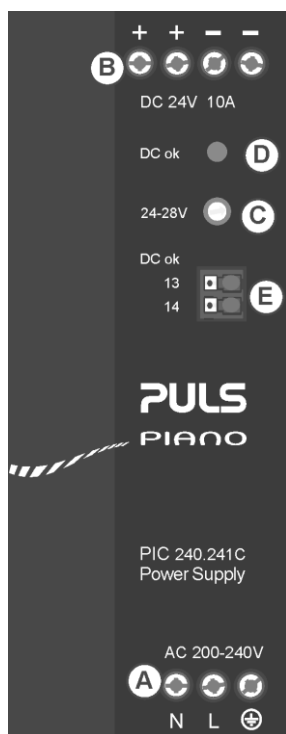 + + − −
B
DC 24V 10A
DC ok
D
24-28V
C
DC ok
13
E
14
PULS
PIANO
PIC 240.241C
Power Supply
AC 200-240V
A
N L